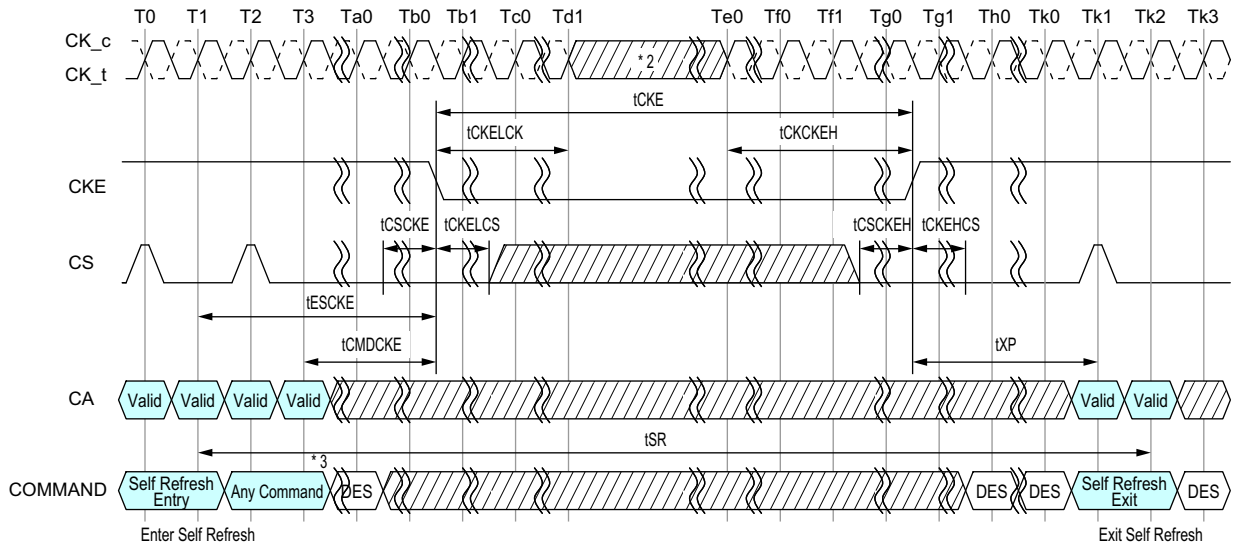 T0 T1 T2 T3 Ta0 Tb0 Tb1 Tc0 Td1 Te0 Tf0 Tf1 Tg0 Tg1 Th0 Tk0 Tk1 Tk2 Tk3
CK_c
CK_t
* 2
tCKE
tCKELCK tCKCKEH
CKE
tCSCKE tCKELCS tCSCKEH tCKEHCS
CS
tESCKE
tCMDCKE tXP
CA Valid Valid Valid Valid Valid Valid
tSR
* 3
COMMAND Self Refresh Entry Any Command DES DES DES Self Refresh Exit DES
Enter Self Refresh Exit Self Refresh